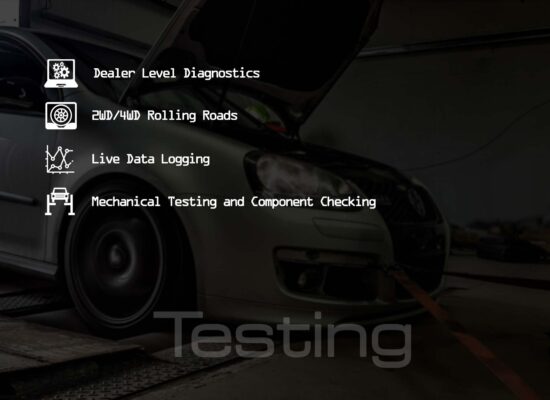 Dealer Level Diagnostics
2WD/4WD Rolling Roads
Live Data Logging
Mechanical Testing and Component Checking
Testing